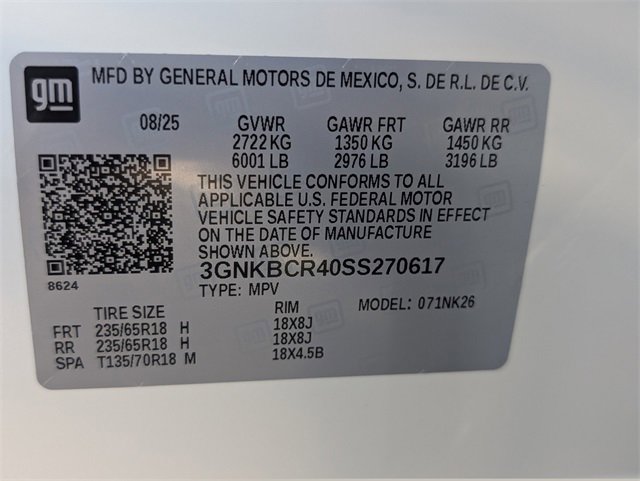 gm
MFD BY GENERAL MOTORS DE MEXICO, S. DE R.L. DE C.V.
08/25 GVWR GAWR FRT GAWR RR
2722 KG 1350 KG 1450 KG
6001 LB 2976 LB 3196 LB
THIS VEHICLE CONFORMS TO ALL
APPLICABLE U.S. FEDERAL MOTOR
VEHICLE SAFETY STANDARDS IN EFFECT
ON THE DATE OF MANUFACTURE
SHOWN ABOVE.
3GNKBCR40SS270617
8624
TYPE: MPV MODEL: 071NK26
TIRE SIZE RIM
FRT 235/65R18 H 18X8J
RR 235/65R18 H 18X8J
SPA T135/70R18 M 18X4.5B